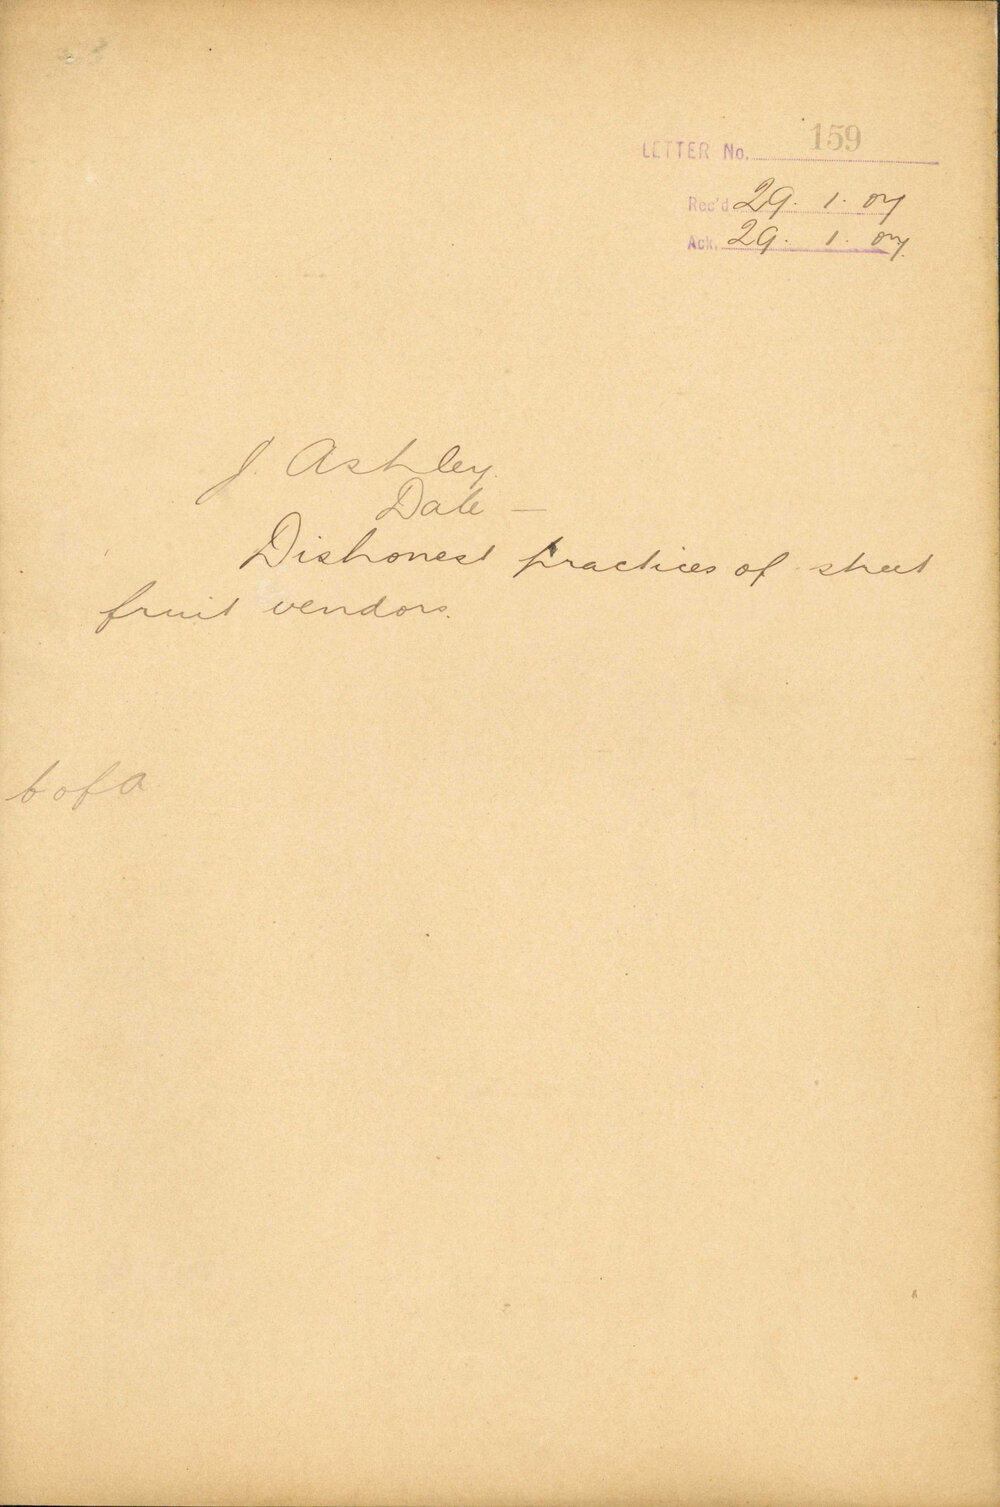 LETTER No. 159
Rec'd 29. 1. 07
Ack. 29. 1. 07.
J. Ashley.
Date —
Dishonest practices of street
fruit vendors.
b of a